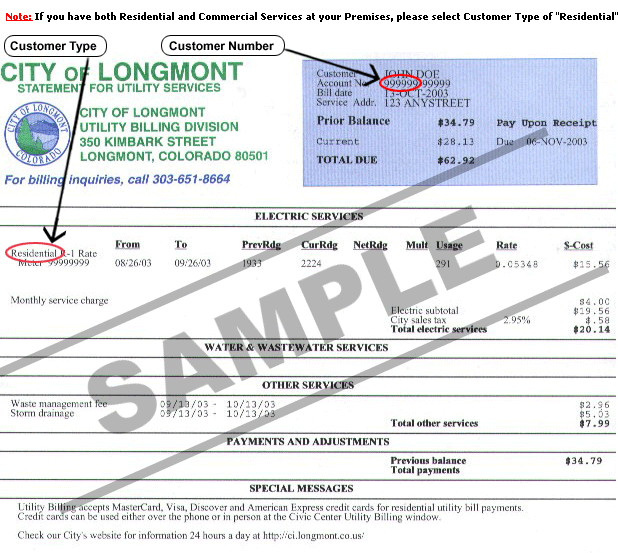 Note: If you have both Residential and Commercial Services at your Premises, please select Customer Type of "Residential"
Customer Type
Customer Number
CITY OF LONGMONT
STATEMENT FOR UTILITY SERVICES
CITY OF LONGMONT
COLORADO
CITY OF LONGMONT
UTILITY BILLING DIVISION
350 KIMBARK STREET
LONGMONT, COLORADO 80501
For billing inquiries, call 303-651-8664
Customer JOHN DOE
Account No 999999 99999
Bill date 13-OCT-2003
Service Addr. 123 ANYSTREET
Prior Balance $34.79 Pay Upon Receipt
Current $28.13 Due 06-NOV-2003
TOTAL DUE $62.92
ELECTRIC SERVICES
From To PrevRdg CurRdg NetRdg Mult Usage Rate $-Cost
Residential R-1 Rate
Meter 99999999 08/26/03 09/26/03 1933 2224 291 0.05348 $15.56
Monthly service charge $4.00
Electric subtotal $19.56
City sales tax 2.95% $.58
Total electric services $20.14
SAMPLE
WATER & WASTEWATER SERVICES
OTHER SERVICES
Waste management fee 09/13/03 - 10/13/03 $2.96
Storm drainage 09/13/03 - 10/13/03 $5.03
Total other services $7.99
PAYMENTS AND ADJUSTMENTS
Previous balance $34.79
Total payments
SPECIAL MESSAGES
Utility Billing accepts MasterCard, Visa, Discover and American Express credit cards for residential utility bill payments.
Credit cards can be used either over the phone or in person at the Civic Center Utility Billing window.
Check our City's website for information 24 hours a day at http://ci.longmont.co.us/